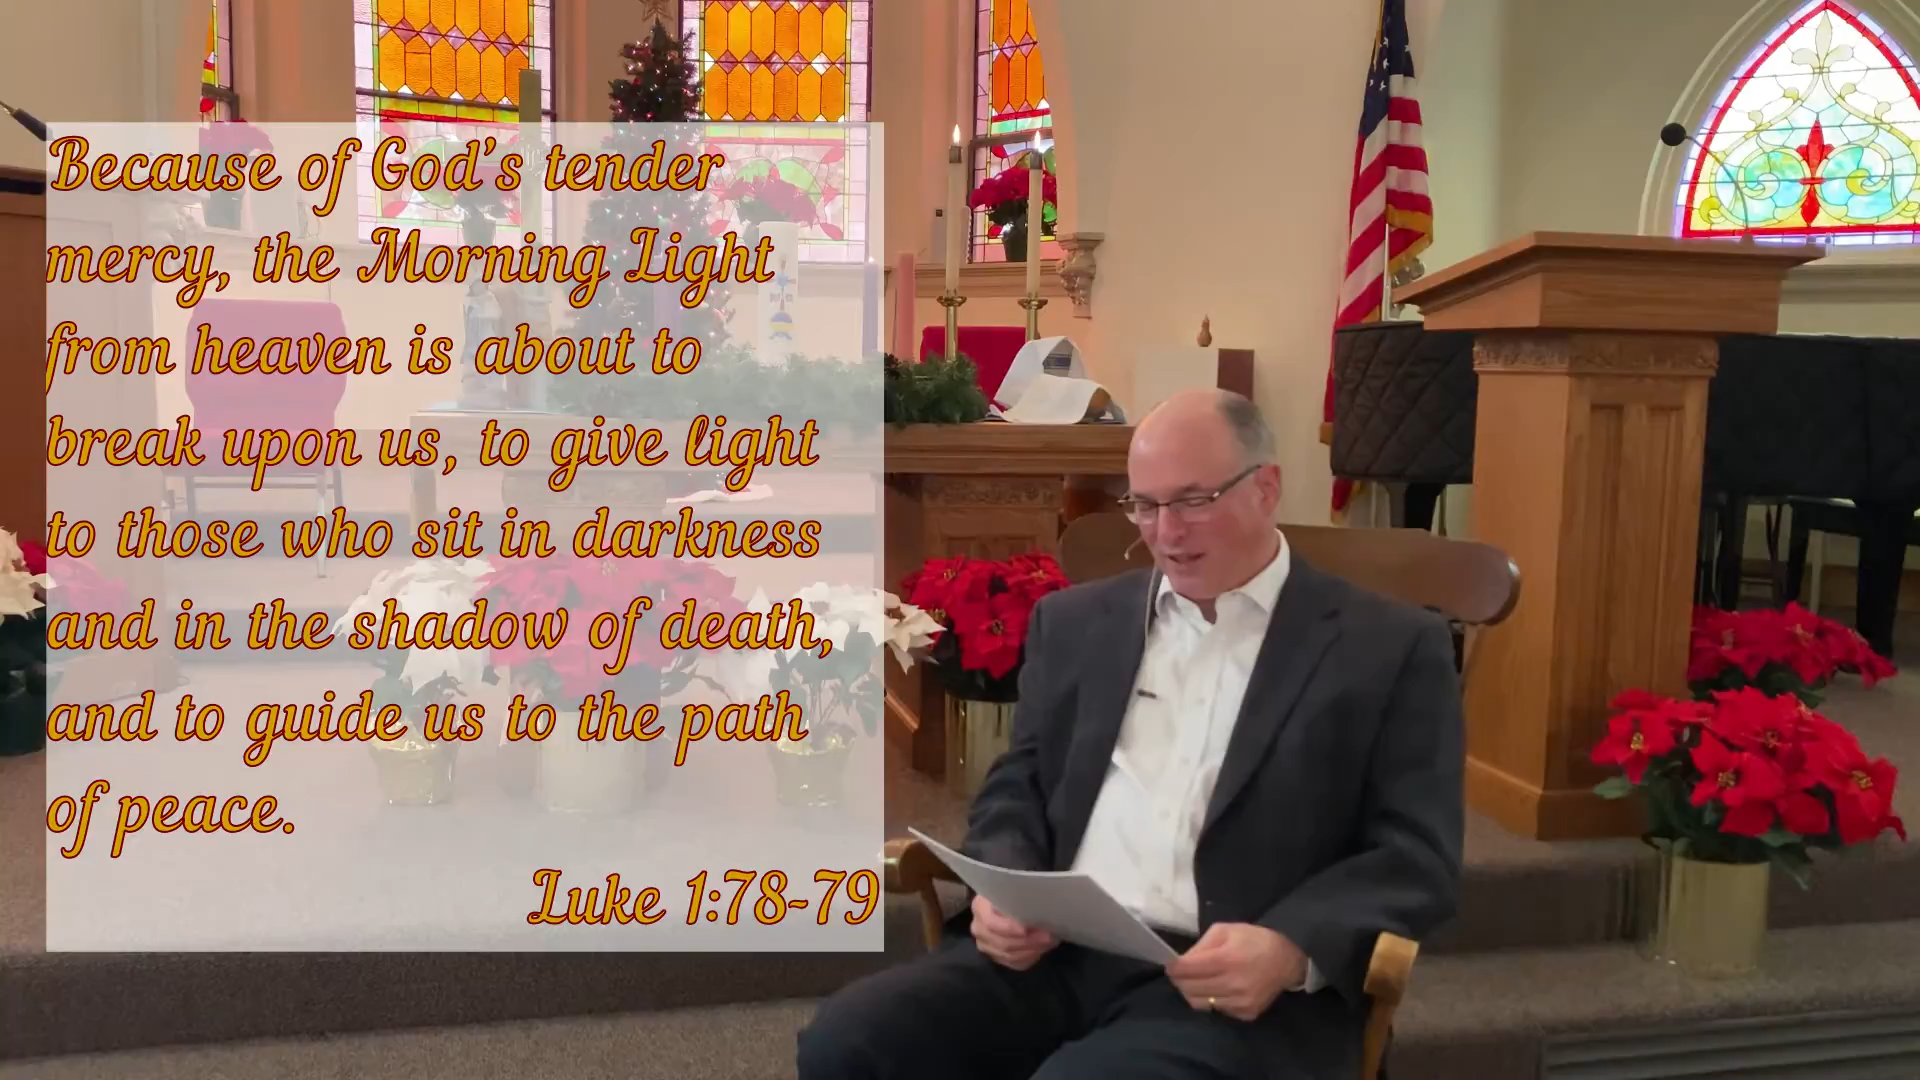 Because of God’s tender
mercy, the Morning Light
from heaven is about to
break upon us, to give light
to those who sit in darkness
and in the shadow of death,
and to guide us to the path
of peace.
Luke 1:78-79